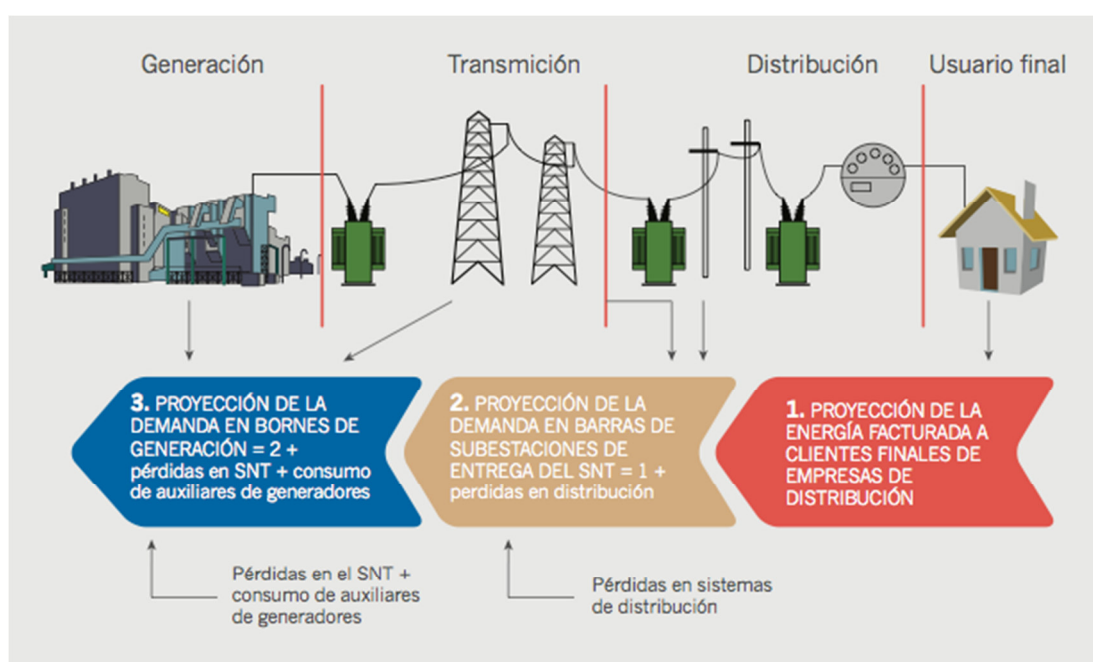 Generación
Transmición
Distribución
Usuario final
3. PROYECCIÓN DE LA
DEMANDA EN BORNES DE
GENERACIÓN = 2 +
pérdidas en SNT + consumo
de auxiliares de generadores
2. PROYECCIÓN DE LA
DEMANDA EN BARRAS DE
SUBESTACIONES DE
ENTREGA DEL SNT = 1 +
perdidas en distribución
1. PROYECCIÓN DE LA
ENERGÍA FACTURADA A
CLIENTES FINALES DE
EMPRESAS DE
DISTRIBUCIÓN
Pérdidas en el SNT +
consumo de auxiliares
de generadores
Pérdidas en sistemas
de distribución